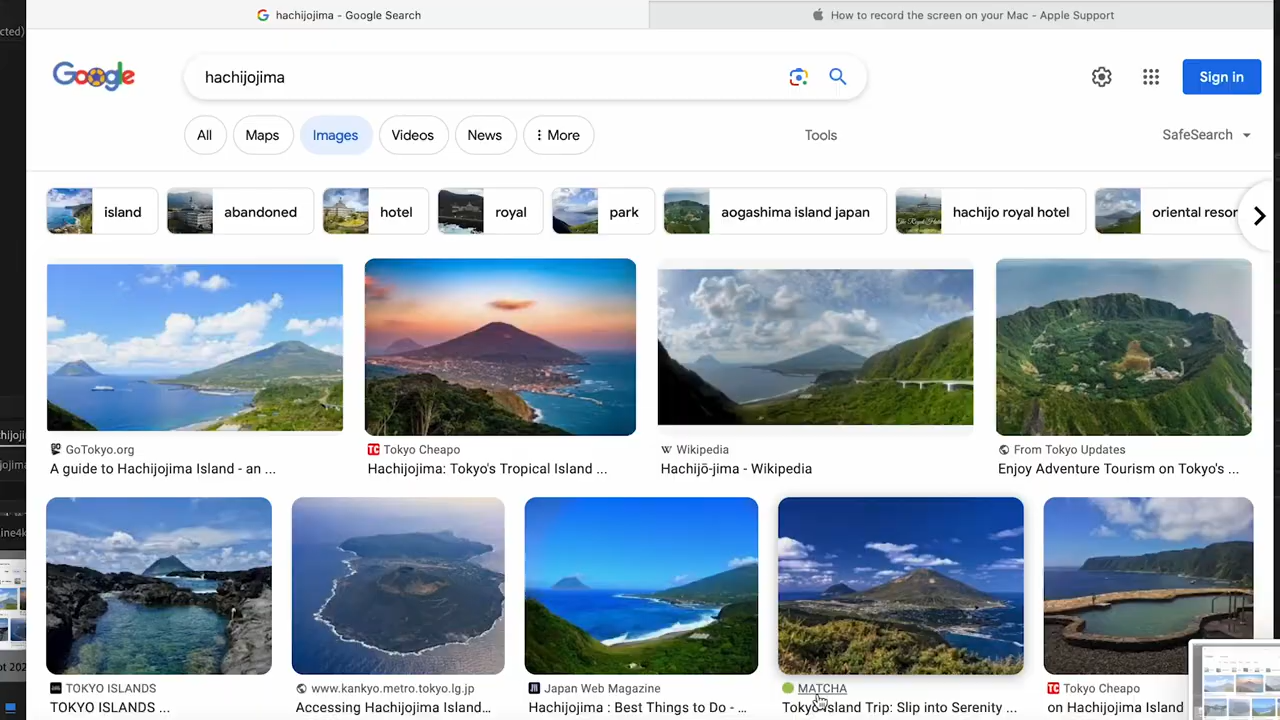 cted)
hachijojima - Google Search
How to record the screen on your Mac - Apple Support
Google
hachijojima
Sign in
All
Maps
Images
Videos
News
More
Tools
SafeSearch
island
abandoned
hotel
royal
park
aogashima island japan
hachijo royal hotel
oriental resor
GoTokyo.org
A guide to Hachijojima Island - an ...
Tokyo Cheapo
Hachijojima: Tokyo's Tropical Island ...
Wikipedia
Hachijō-jima - Wikipedia
From Tokyo Updates
Enjoy Adventure Tourism on Tokyo's ...
TOKYO ISLANDS
TOKYO ISLANDS ...
www.kankyo.metro.tokyo.lg.jp
Accessing Hachijojima Island...
Japan Web Magazine
Hachijojima : Best Things to Do - ...
MATCHA
Tokyo Island Trip: Slip into Serenity ...
Tokyo Cheapo
on Hachijojima Island